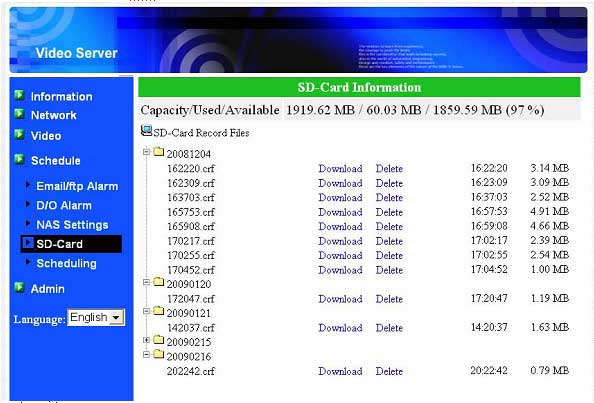 Video Server
Information
Network
Video
Schedule
Email/ftp Alarm
D/O Alarm
NAS Settings
SD-Card
Scheduling
Admin
Language: English
SD-Card Information
Capacity/Used/Available 1919.62 MB / 60.03 MB / 1859.59 MB (97 %)
SD-Card Record Files
20081204
162220.crf Download Delete 16:22:20 3.14 MB
162309.crf Download Delete 16:23:09 3.09 MB
163703.crf Download Delete 16:37:03 2.52 MB
165753.crf Download Delete 16:57:53 4.91 MB
165908.crf Download Delete 16:59:08 4.66 MB
170217.crf Download Delete 17:02:17 2.39 MB
170255.crf Download Delete 17:02:55 2.54 MB
170452.crf Download Delete 17:04:52 1.00 MB
20090120
172047.crf Download Delete 17:20:47 1.19 MB
20090121
142037.crf Download Delete 14:20:37 1.63 MB
20090215
20090216
202242.crf Download Delete 20:22:42 0.79 MB